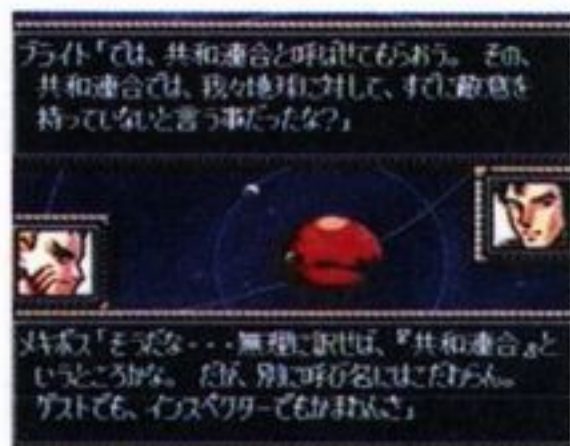 ブライト「では、共和連合と呼ばせてもらおう。 その、
共和連合では、我々地球に対して、すでに敵意を
持っていないと言う事だったな?」
メキボス「そうだな・・・無理に訳せば、『共和連合』と
いうところかな。 だが、別に呼び名にはこだわらん。
ゲストでも、インスペクターでもかまわんさ」